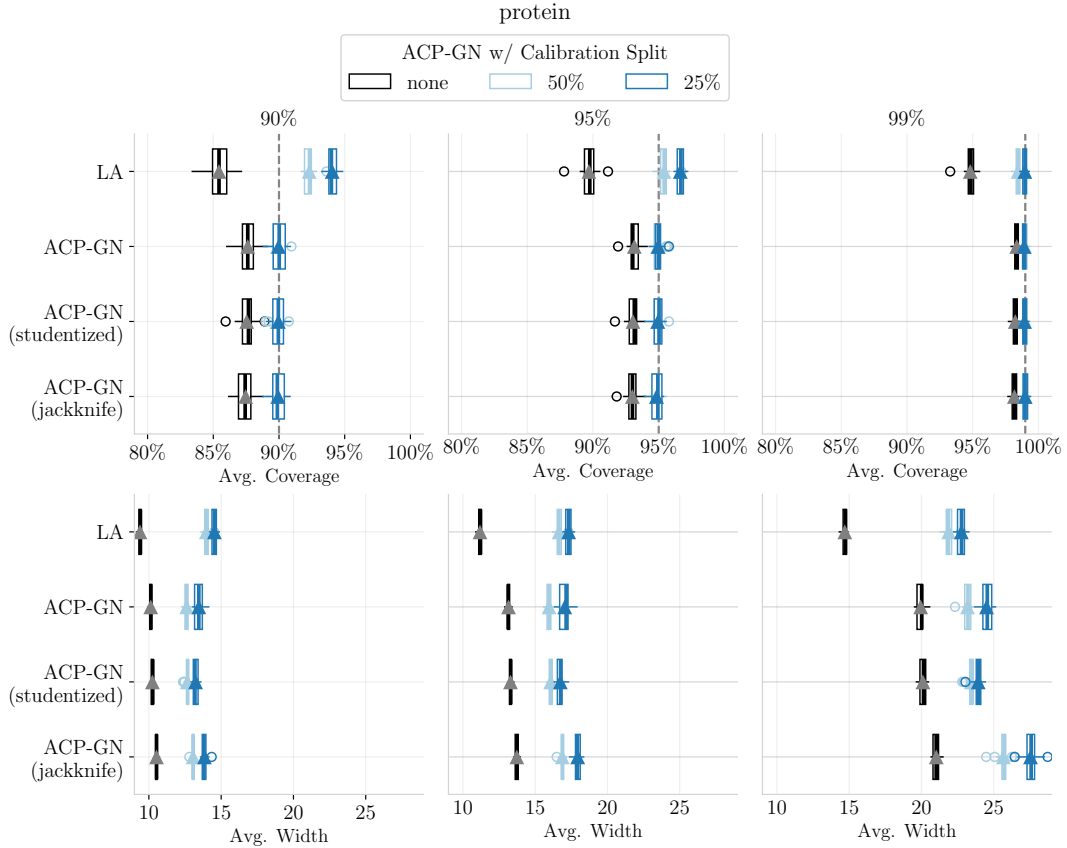 protein
ACP-GN w/ Calibration Split
none 50% 25%
90% 95% 99%
LA
ACP-GN
ACP-GN
(studentized)
ACP-GN
(jackknife)
80% 85% 90% 95% 100% 80% 85% 90% 95% 100% 80% 85% 90% 95% 100%
Avg. Coverage Avg. Coverage Avg. Coverage
LA
ACP-GN
ACP-GN
(studentized)
ACP-GN
(jackknife)
10 15 20 25 10 15 20 25 10 15 20 25
Avg. Width Avg. Width Avg. Width